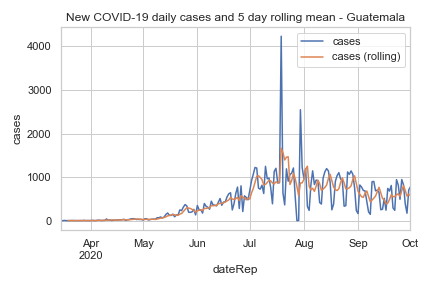 New COVID-19 daily cases and 5 day rolling mean - Guatemala
cases
cases (rolling)
4000
3000
2000
1000
0
cases
Apr
2020
May
Jun
Jul
Aug
Sep
Oct
dateRep